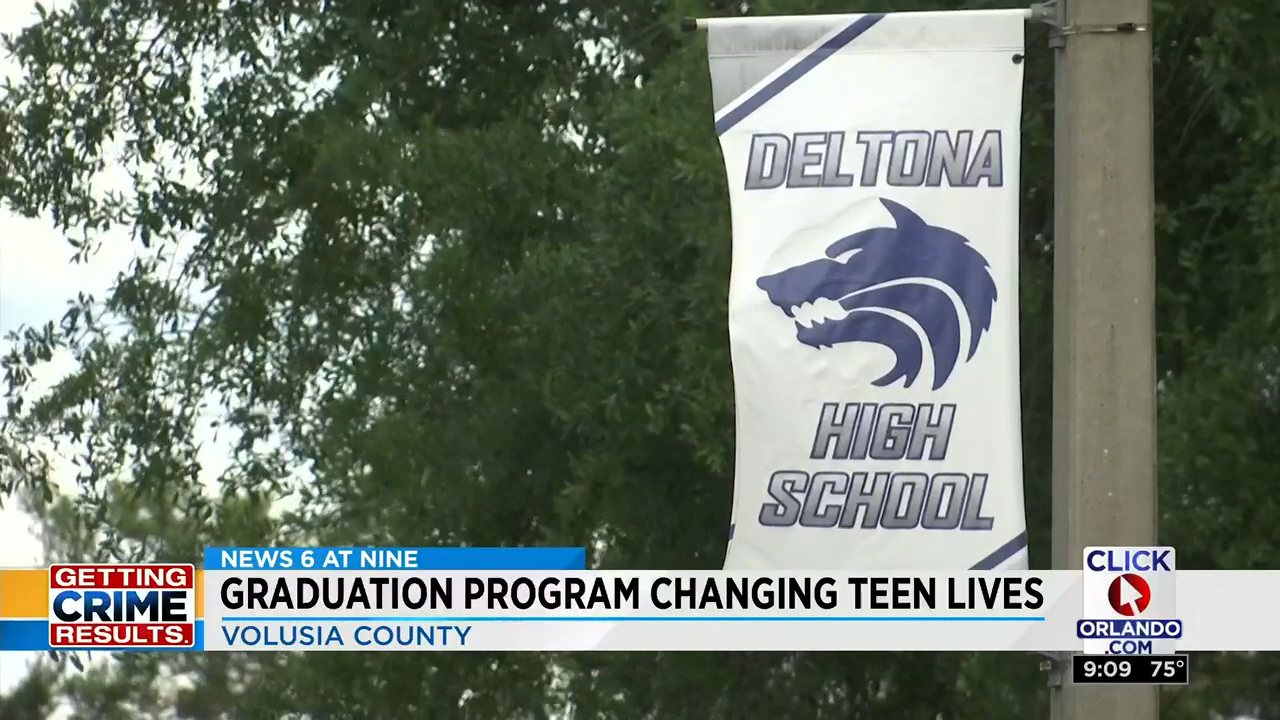 DELTONA
HIGH
SCHOOL
NEWS 6 AT NINE
GETTING
CRIME
RESULTS.
GRADUATION PROGRAM CHANGING TEEN LIVES
VOLUSIA COUNTY
CLICK
ORLANDO
.COM
9:09 75°